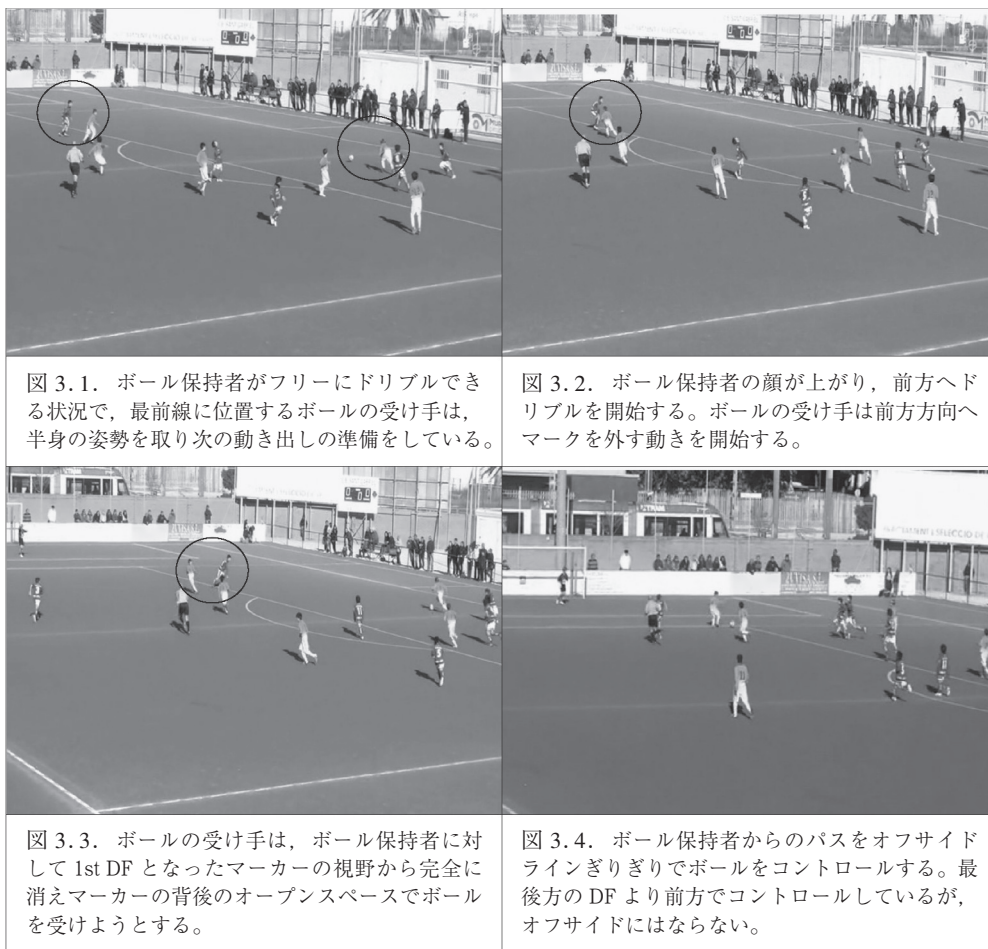 図 3.1. ボール保持者がフリーにドリブルでき
る状況で，最前線に位置するボールの受け手は，
半身の姿勢を取り次の動き出しの準備をしている。
図 3.2. ボール保持者の顔が上がり，前方へド
リブルを開始する。ボールの受け手は前方方向へ
マークを外す動きを開始する。
図 3.3. ボールの受け手は，ボール保持者に対
して 1st DF となったマーカーの視野から完全に
消えマーカーの背後のオープンスペースでボール
を受けようとする。
図 3.4. ボール保持者からのパスをオフサイド
ラインぎりぎりでボールをコントロールする。最
後方の DF より前方でコントロールしているが，
オフサイドにはならない。